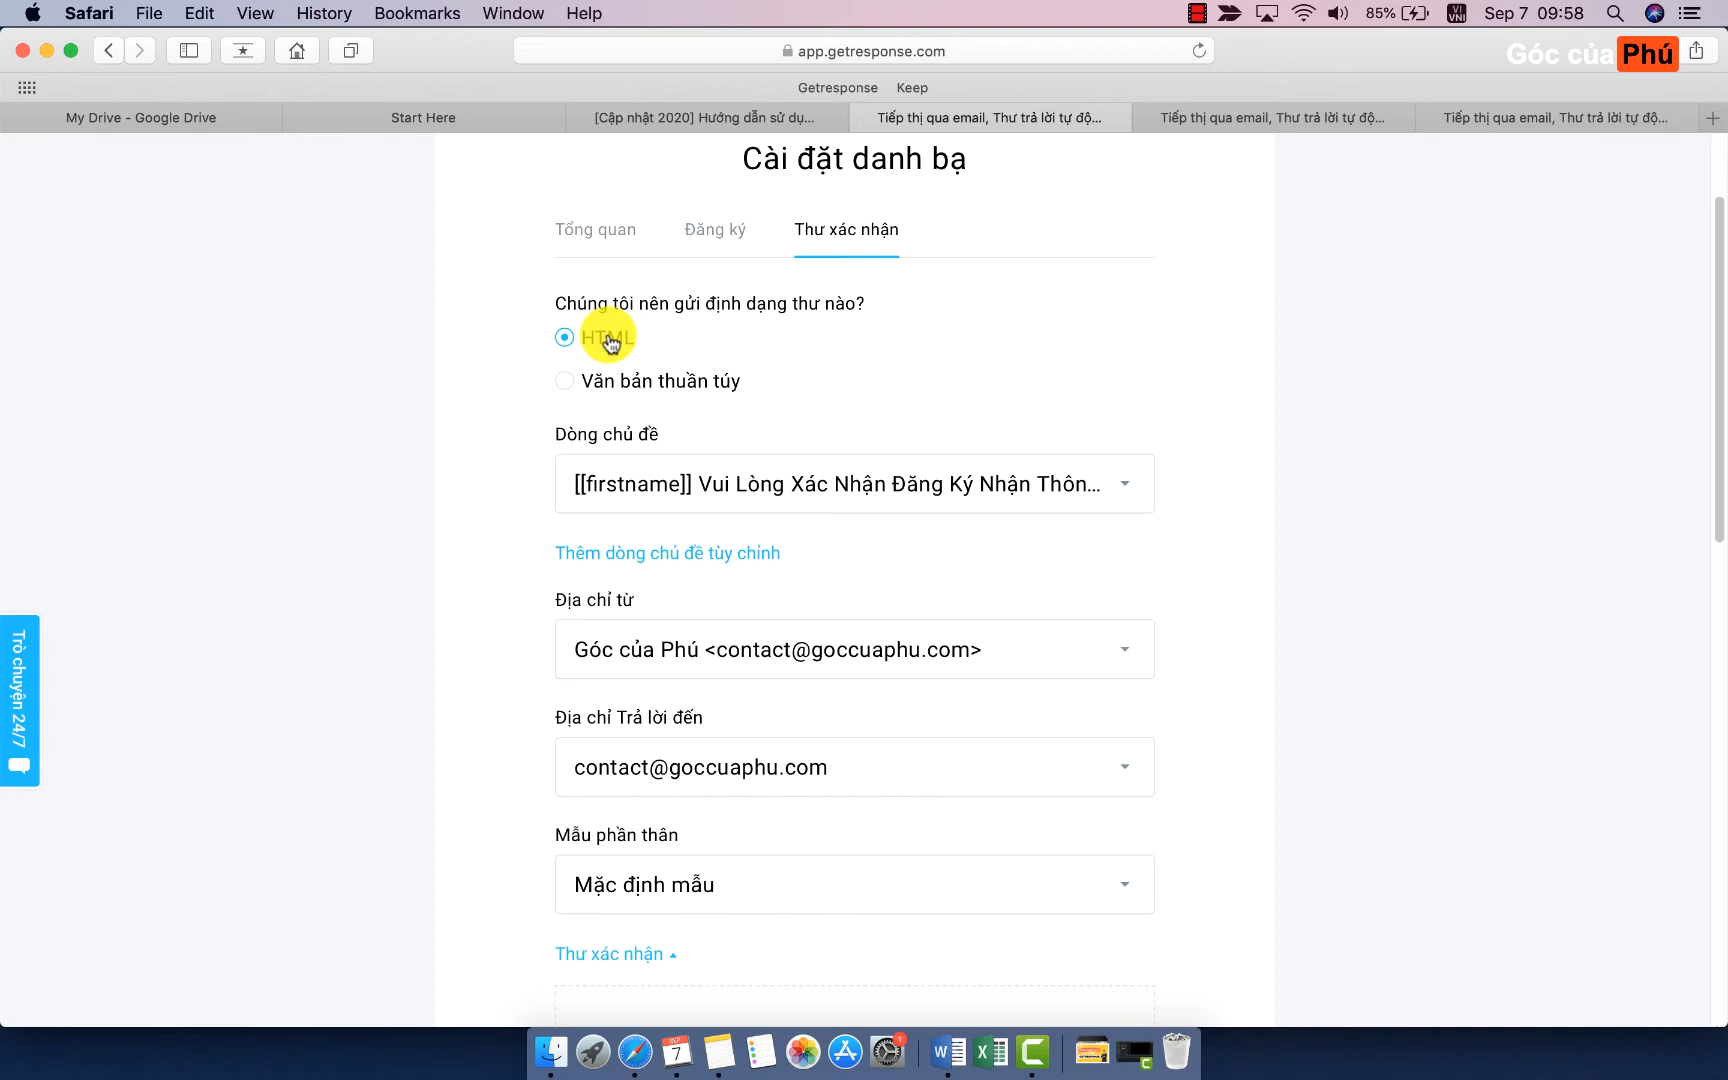 Safari File Edit View History Bookmarks Window Help 85% VI VNI Sep 7 09:58
app.getresponse.com
Góc của Phú
Getresponse Keep
My Drive - Google Drive Start Here [Cập nhật 2020] Hướng dẫn sử dụ... Tiếp thị qua email, Thư trả lời tự độ... Tiếp thị qua email, Thư trả lời tự độ... Tiếp thị qua email, Thư trả lời tự độ...
Cài đặt danh bạ
Tổng quan Đăng ký Thư xác nhận
Chúng tôi nên gửi định dạng thư nào?
HTML
Văn bản thuần túy
Dòng chủ đề
[[firstname]] Vui Lòng Xác Nhận Đăng Ký Nhận Thôn...
Thêm dòng chủ đề tùy chỉnh
Địa chỉ từ
Góc của Phú <contact@goccuaphu.com>
Trò chuyện 24/7
Địa chỉ Trả lời đến
contact@goccuaphu.com
Mẫu phần thân
Mặc định mẫu
Thư xác nhận
SEP
7
1